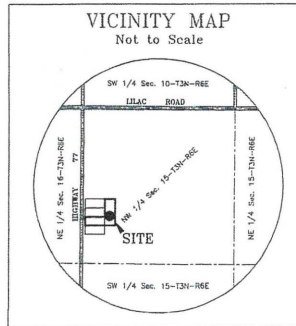 VICINITY MAP
Not to Scale
SW 1/4 Sec. 10-T3N-R6E
LILAC ROAD
NE 1/4 Sec. 16-T3N-R6E
HIGHWAY 77
NW 1/4 Sec. 15-T3N-R6E
NE 1/4 Sec. 15-T3N-R6E
SITE
SW 1/4 Sec. 15-T3N-R6E